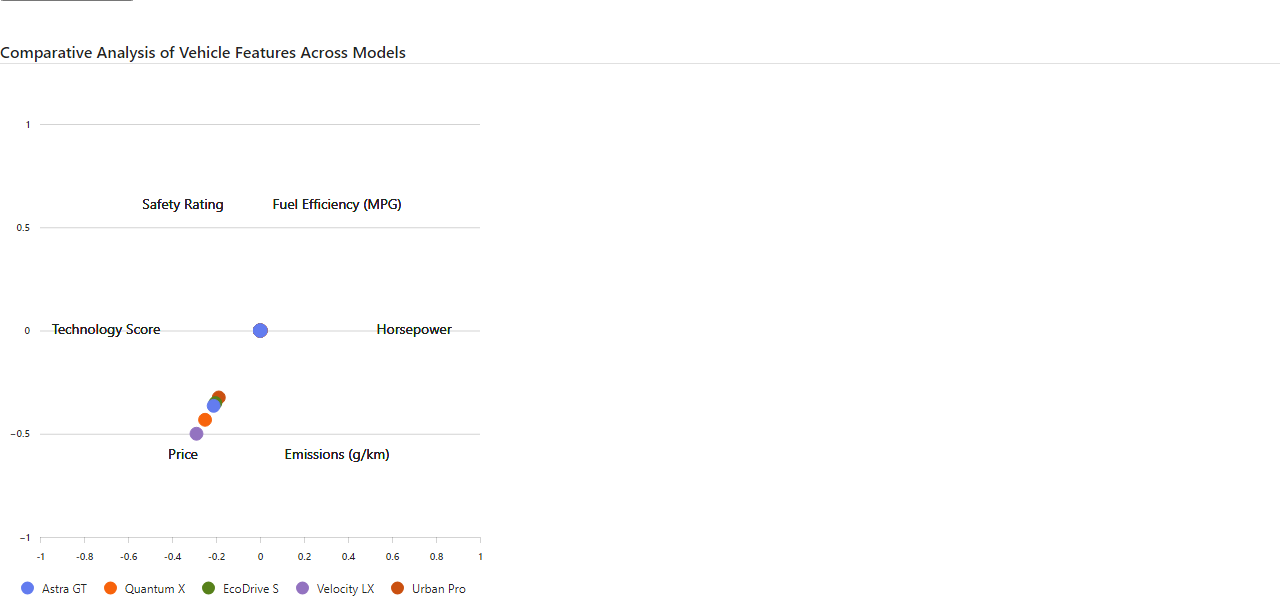 Comparative Analysis of Vehicle Features Across Models
1
Safety Rating Fuel Efficiency (MPG)
0.5
0 Technology Score Horsepower
−0.5
Price Emissions (g/km)
−1
-1 -0.8 -0.6 -0.4 -0.2 0 0.2 0.4 0.6 0.8 1
Astra GT Quantum X EcoDrive S Velocity LX Urban Pro